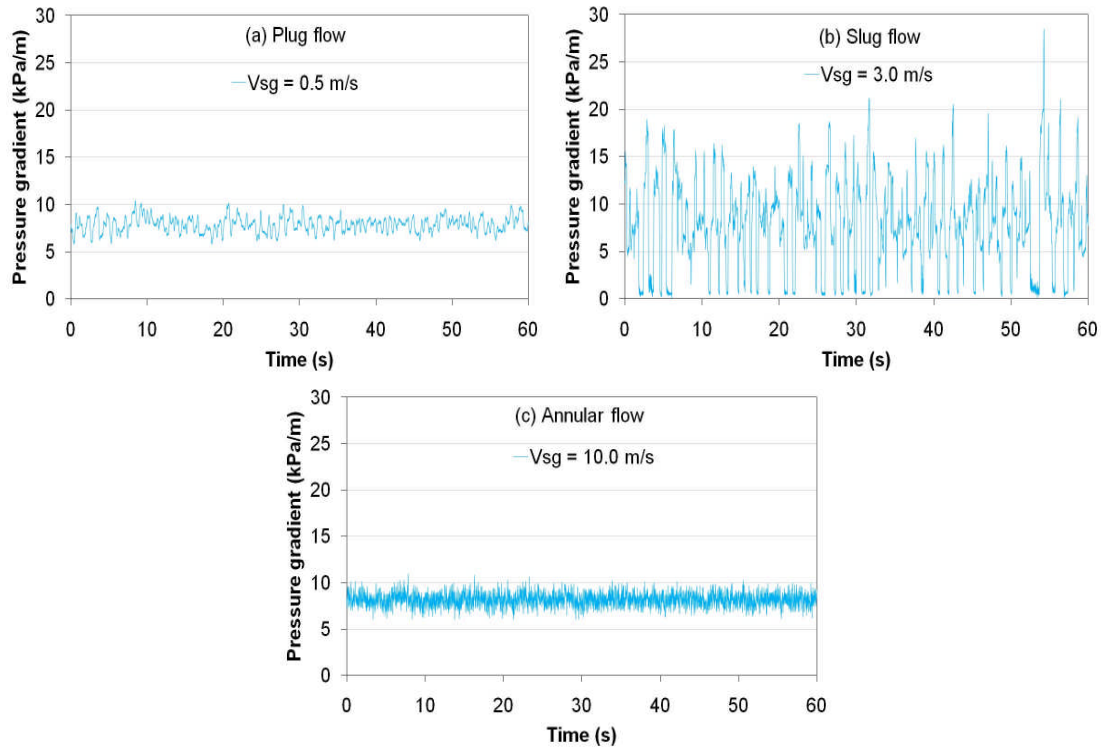 30
(a) Plug flow
25
Vsg = 0.5 m/s
20
15
10
5
0
0 10 20 30 40 50 60
Time (s)
Pressure gradient (kPa/m)
30
(b) Slug flow
25
Vsg = 3.0 m/s
20
15
10
5
0
0 10 20 30 40 50 60
Time (s)
Pressure gradient (kPa/m)
30
(c) Annular flow
25
Vsg = 10.0 m/s
20
15
10
5
0
0 10 20 30 40 50 60
Time (s)
Pressure gradient (kPa/m)